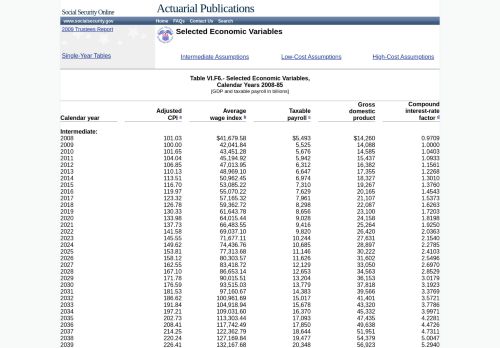 Social Security Online
Actuarial Publications
www.socialsecurity.gov Home FAQs Contact Us Search
2009 Trustees Report
Selected Economic Variables
Single-Year Tables
Intermediate Assumptions Low-Cost Assumptions High-Cost Assumptions
Table VI.F6.- Selected Economic Variables,
Calendar Years 2008-85
[GDP and taxable payroll in billions]
Calendar year Adjusted CPI a Average wage index b Taxable payroll c Gross domestic product Compound interest-rate factor d
Intermediate:
2008 101.03 $41,679.58 $5,493 $14,260 0.9709
2009 100.00 42,041.84 5,525 14,088 1.0000
2010 101.65 43,451.28 5,676 14,585 1.0403
2011 104.04 45,194.92 5,942 15,437 1.0933
2012 106.85 47,013.95 6,312 16,382 1.1561
2013 110.13 48,969.10 6,647 17,355 1.2268
2014 113.51 50,962.45 6,974 18,327 1.3010
2015 116.70 53,085.22 7,310 19,267 1.3760
2016 119.97 55,070.22 7,629 20,165 1.4543
2017 123.32 57,165.32 7,961 21,107 1.5373
2018 126.78 59,362.72 8,298 22,087 1.6263
2019 130.33 61,643.78 8,656 23,100 1.7203
2020 133.98 64,015.44 9,028 24,158 1.8198
2021 137.73 66,483.55 9,416 25,264 1.9250
2022 141.58 69,037.10 9,820 26,420 2.0363
2023 145.55 71,677.11 10,244 27,631 2.1540
2024 149.62 74,436.76 10,685 28,897 2.2785
2025 153.81 77,313.68 11,146 30,222 2.4103
2026 158.12 80,303.57 11,626 31,602 2.5496
2027 162.55 83,418.72 12,129 33,050 2.6970
2028 167.10 86,653.14 12,653 34,563 2.8529
2029 171.78 90,015.51 13,204 36,153 3.0179
2030 176.59 93,513.03 13,779 37,818 3.1923
2031 181.53 97,160.67 14,383 39,566 3.3769
2032 186.62 100,961.69 15,017 41,401 3.5721
2033 191.84 104,918.94 15,678 43,320 3.7786
2034 197.21 109,031.60 16,370 45,332 3.9971
2035 202.73 113,303.44 17,093 47,435 4.2281
2036 208.41 117,742.49 17,850 49,638 4.4726
2037 214.25 122,362.79 18,644 51,951 4.7311
2038 220.24 127,169.84 19,477 54,379 5.0047
2039 226.41 132,167.68 20,348 56,923 5.2940